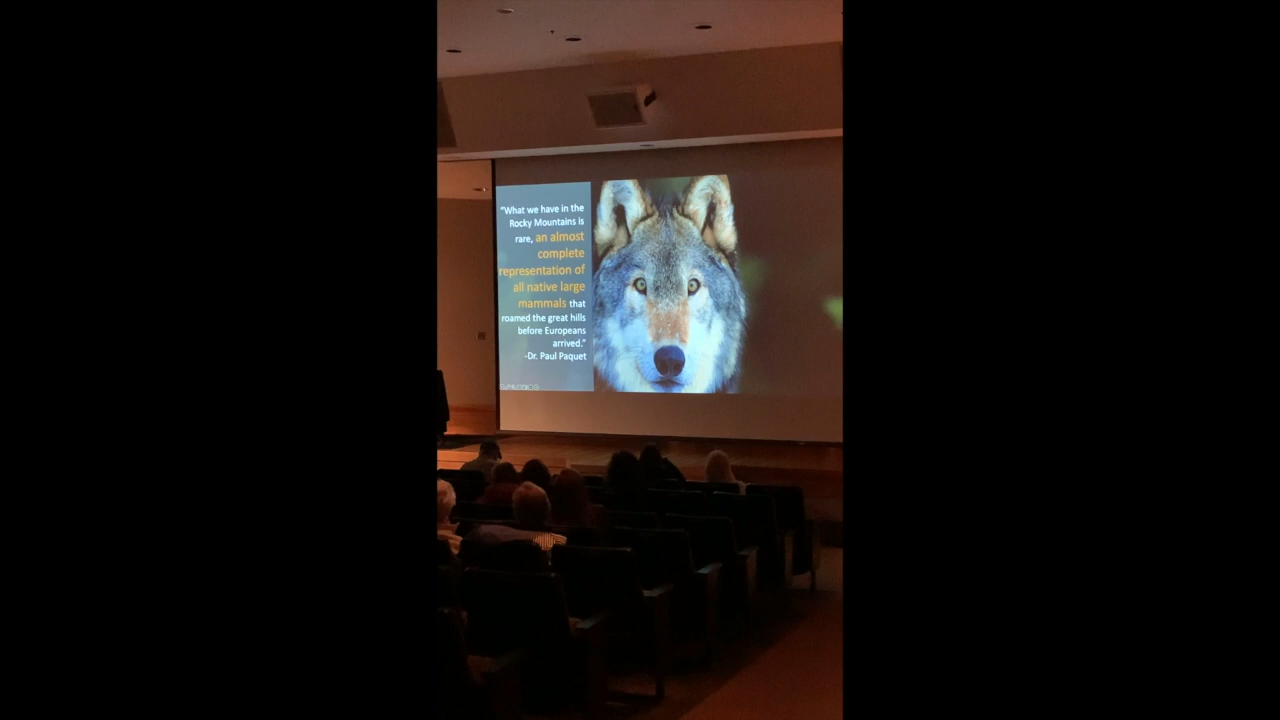 “What we have in the
Rocky Mountains is
rare, an almost
complete
representation of
all native large
mammals that
roamed the great hills
before Europeans
arrived.”
-Dr. Paul Paquet